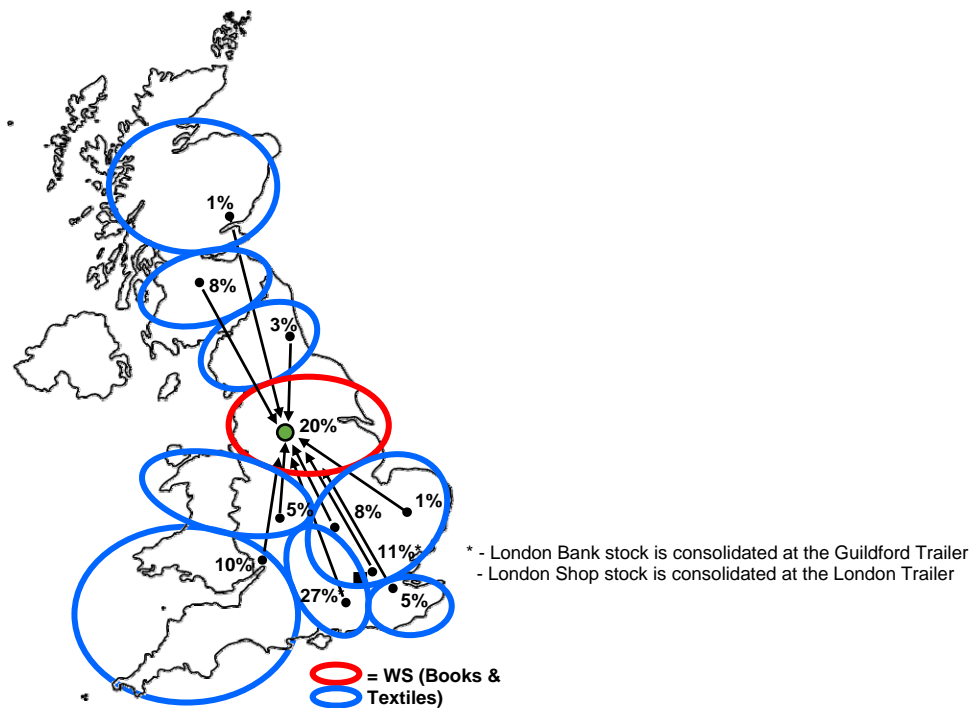 1%
8%
3%
20%
5%
8%
1%
10%
11%*
27%*
5%
* - London Bank stock is consolidated at the Guildford Trailer
- London Shop stock is consolidated at the London Trailer
= WS (Books &
Textiles)